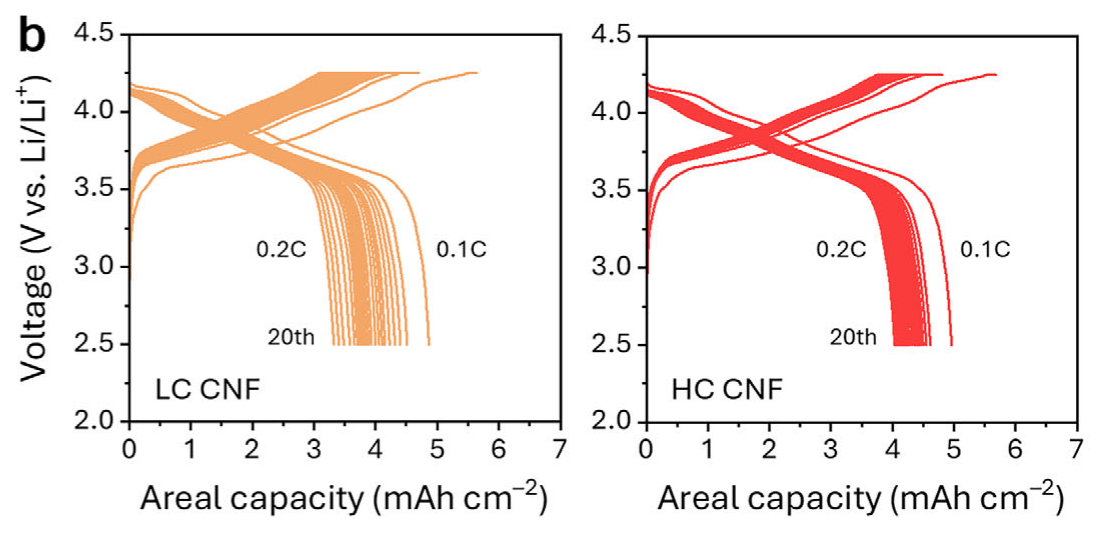 b
Voltage (V vs. Li/Li⁺)
4.5
4.0
3.5
3.0
2.5
2.0
0.2C
0.1C
20th
LC CNF
0 1 2 3 4 5 6 7
Areal capacity (mAh cm⁻²)
4.5
4.0
3.5
3.0
2.5
2.0
0.2C
0.1C
20th
HC CNF
0 1 2 3 4 5 6 7
Areal capacity (mAh cm⁻²)